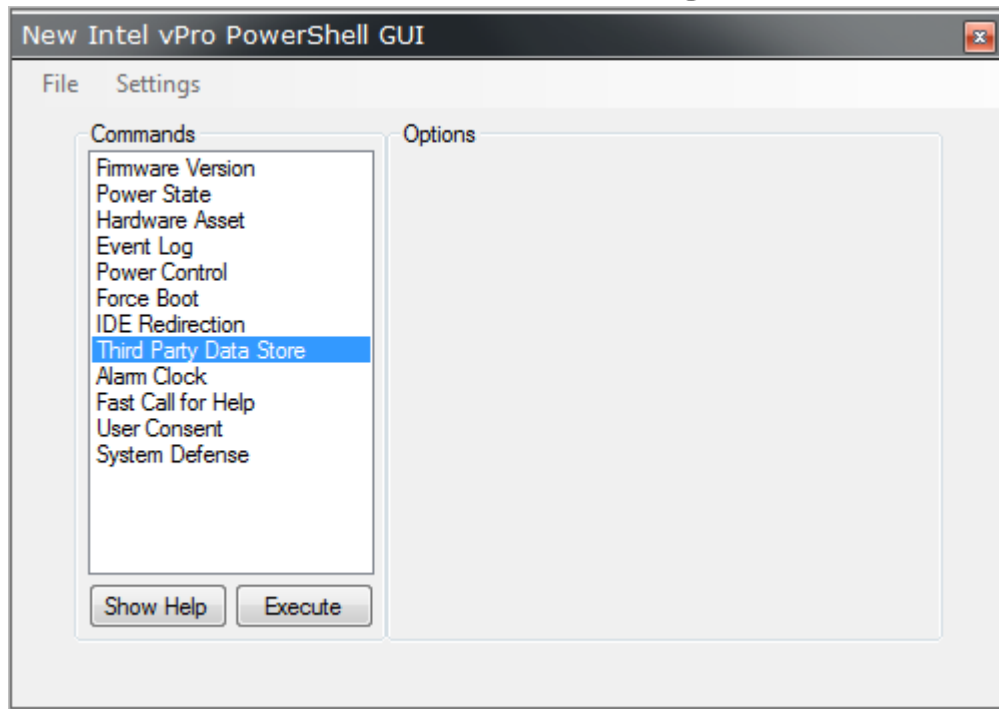 New Intel vPro PowerShell GUI
File Settings
Commands
Options
Firmware Version
Power State
Hardware Asset
Event Log
Power Control
Force Boot
IDE Redirection
Third Party Data Store
Alarm Clock
Fast Call for Help
User Consent
System Defense
Show Help
Execute